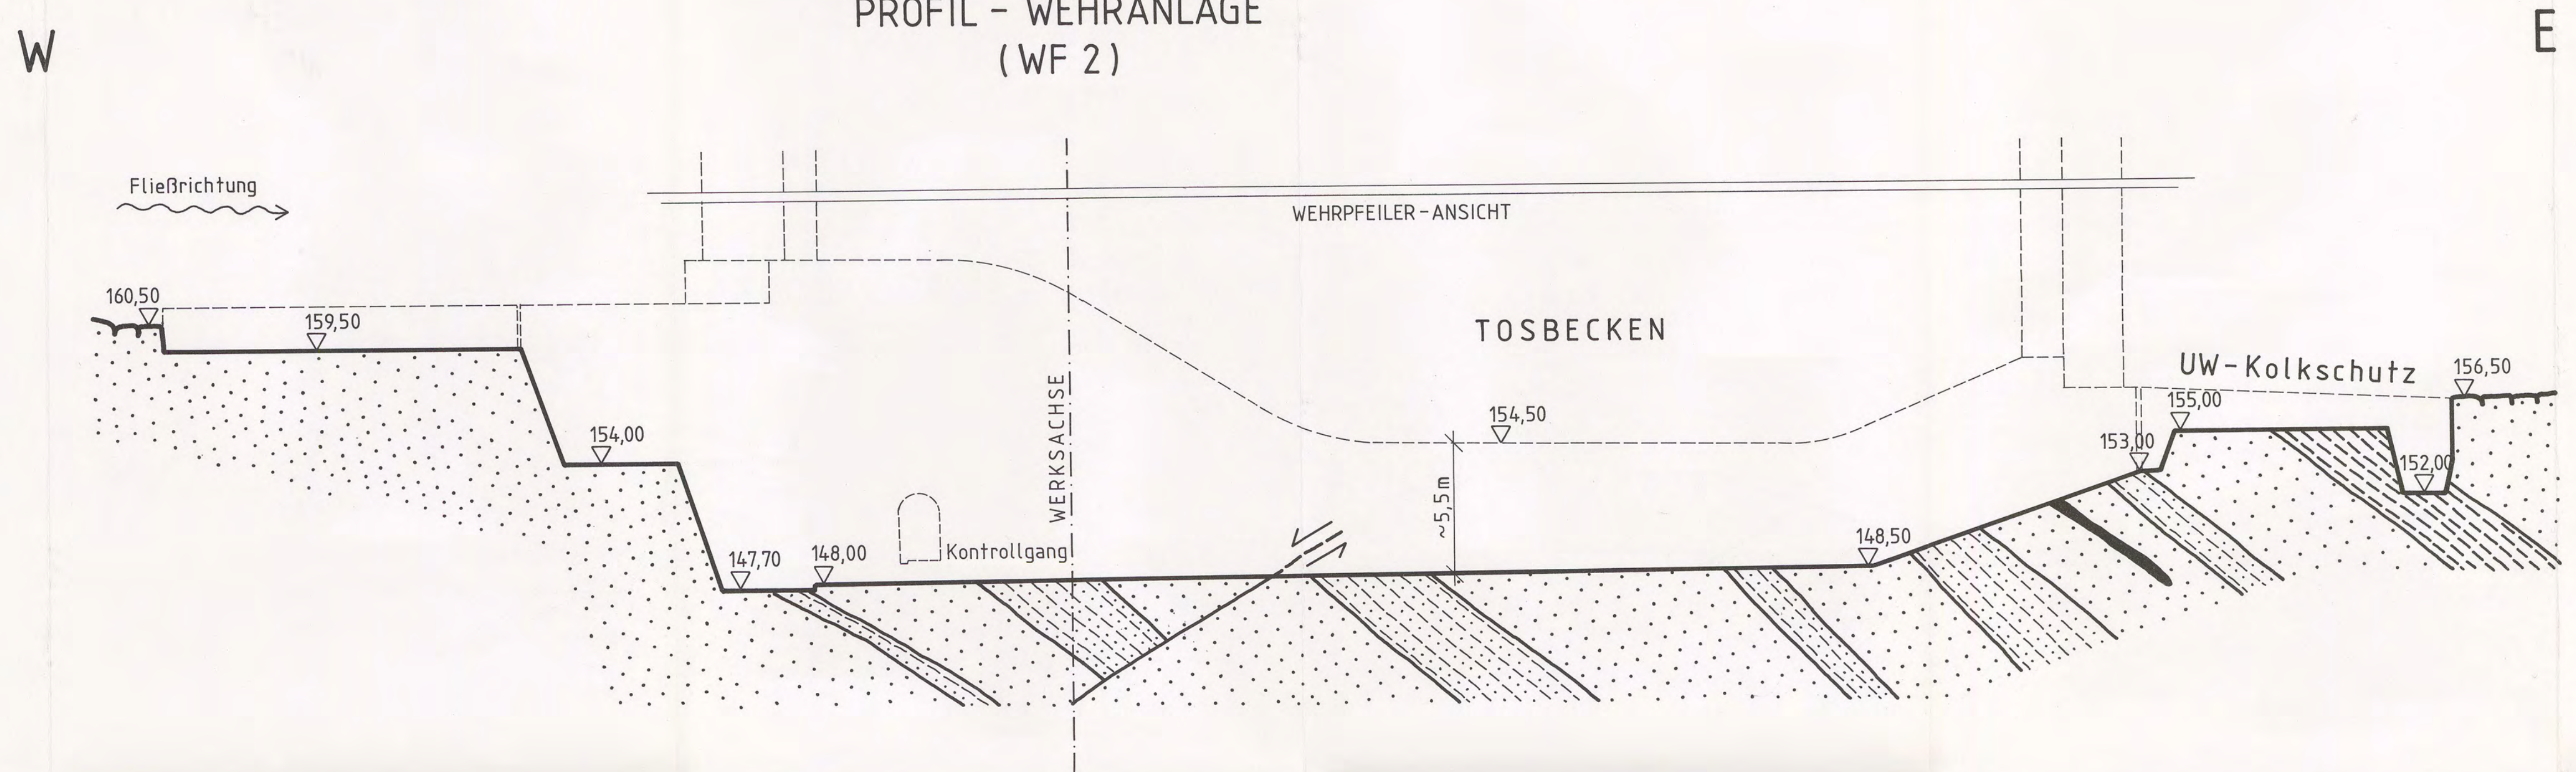 PROFIL - WEHRANLAGE
(WF 2)
W
E
Fließrichtung
WEHRPFEILER-ANSICHT
160,50
159,50
TOSBECKEN
UW-Kolkschutz
156,50
155,00
154,50
154,00
153,00
152,00
WERKSACHSE
~5,5m
148,50
147,70
148,00
Kontrollgang